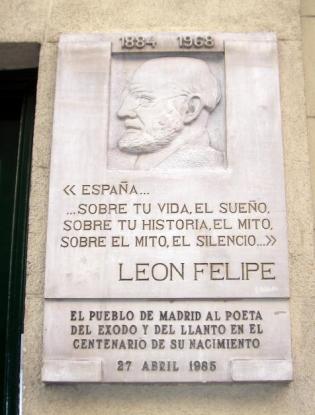 1884 1968
« ESPAÑA...
...SOBRE TU VIDA, EL SUEÑO,
SOBRE TU HISTORIA, EL MITO,
SOBRE EL MITO, EL SILENCIO...»
LEON FELIPE
EL PUEBLO DE MADRID AL POETA
DEL EXODO Y DEL LLANTO EN EL
CENTENARIO DE SU NACIMIENTO
27 ABRIL 1985